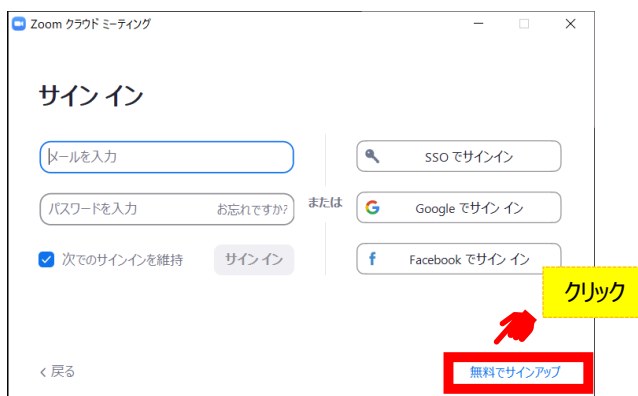 Zoom クラウド ミーティング
サイン イン
メールを入力
パスワードを入力 お忘れですか?
次でのサインインを維持 サイン イン
または
SSO でサインイン
Google でサイン イン
Facebook でサイン イン
クリック
< 戻る
無料でサインアップ